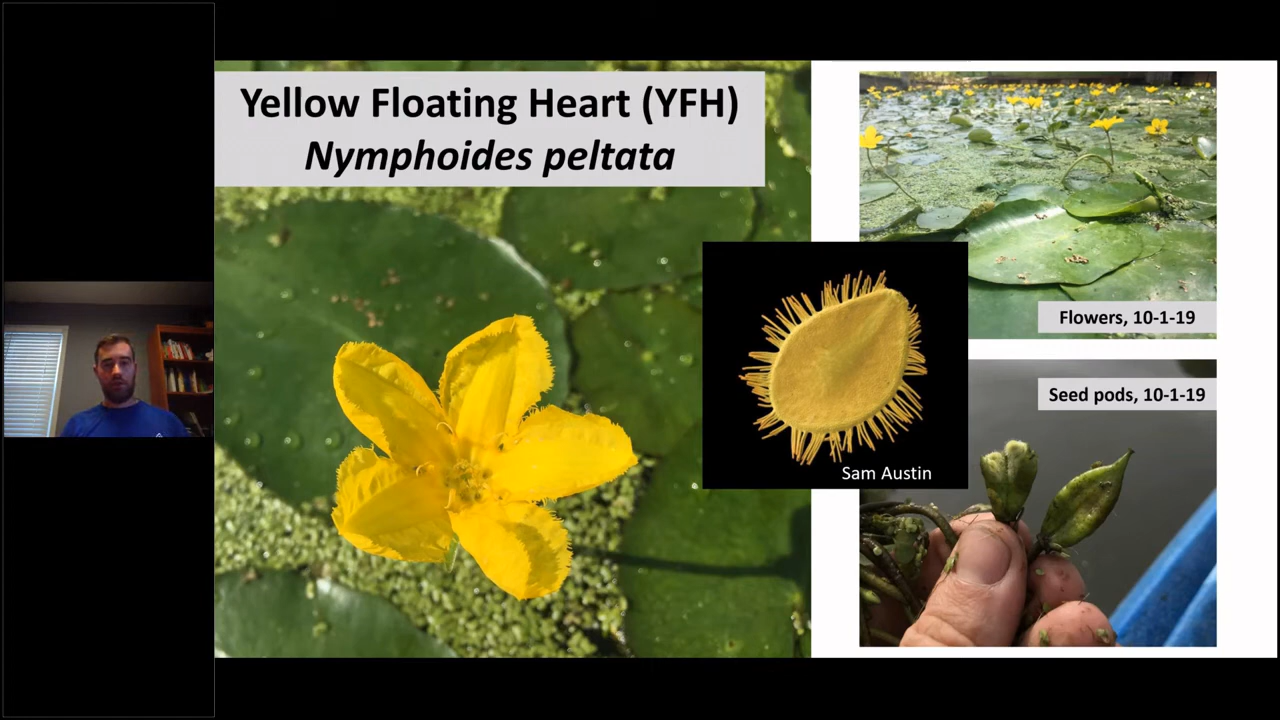 Yellow Floating Heart (YFH)
Nymphoides peltata
Flowers, 10-1-19
Seed pods, 10-1-19
Sam Austin